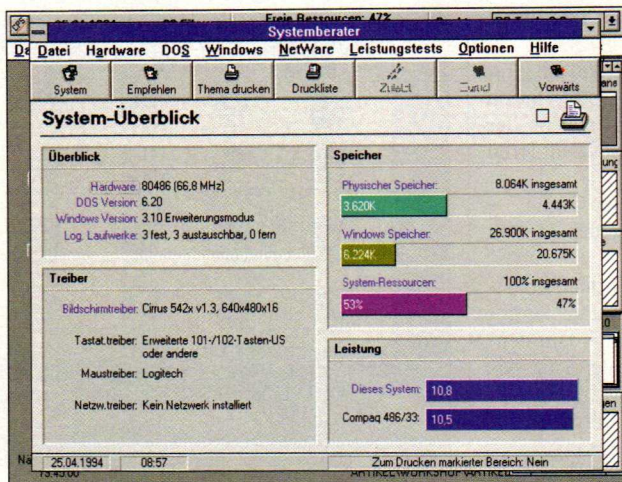 Freie Ressourcen: 47%
Systemberater
Datei Hardware DOS Windows NetWare Leistungstests Optionen Hilfe
System Empfehlen Thema drucken Druckliste Zuletzt Zurück Vorwärts
System-Überblick
Überblick
Hardware: 80486 (66,8 MHz)
DOS Version: 6.20
Windows Version: 3.10 Erweiterungsmodus
Log. Laufwerke: 3 fest, 3 austauschbar, 0 fern
Treiber
Bildschirmtreiber: Cirrus 542x v1.3, 640x480x16
Tastat.treiber: Erweiterte 101-/102-Tasten-US
oder andere
Maustreiber: Logitech
Netzw.treiber: Kein Netzwerk installiert
Speicher
Physischer Speicher: 8.064K insgesamt
3.620K 4.443K
Windows Speicher: 26.900K insgesamt
6.224K 20.675K
System-Ressourcen: 100% insgesamt
53% 47%
Leistung
Dieses System: 10,8
Compaq 486/33: 10,5
25.04.1994 08:57 Zum Drucken markierter Bereich: Nein